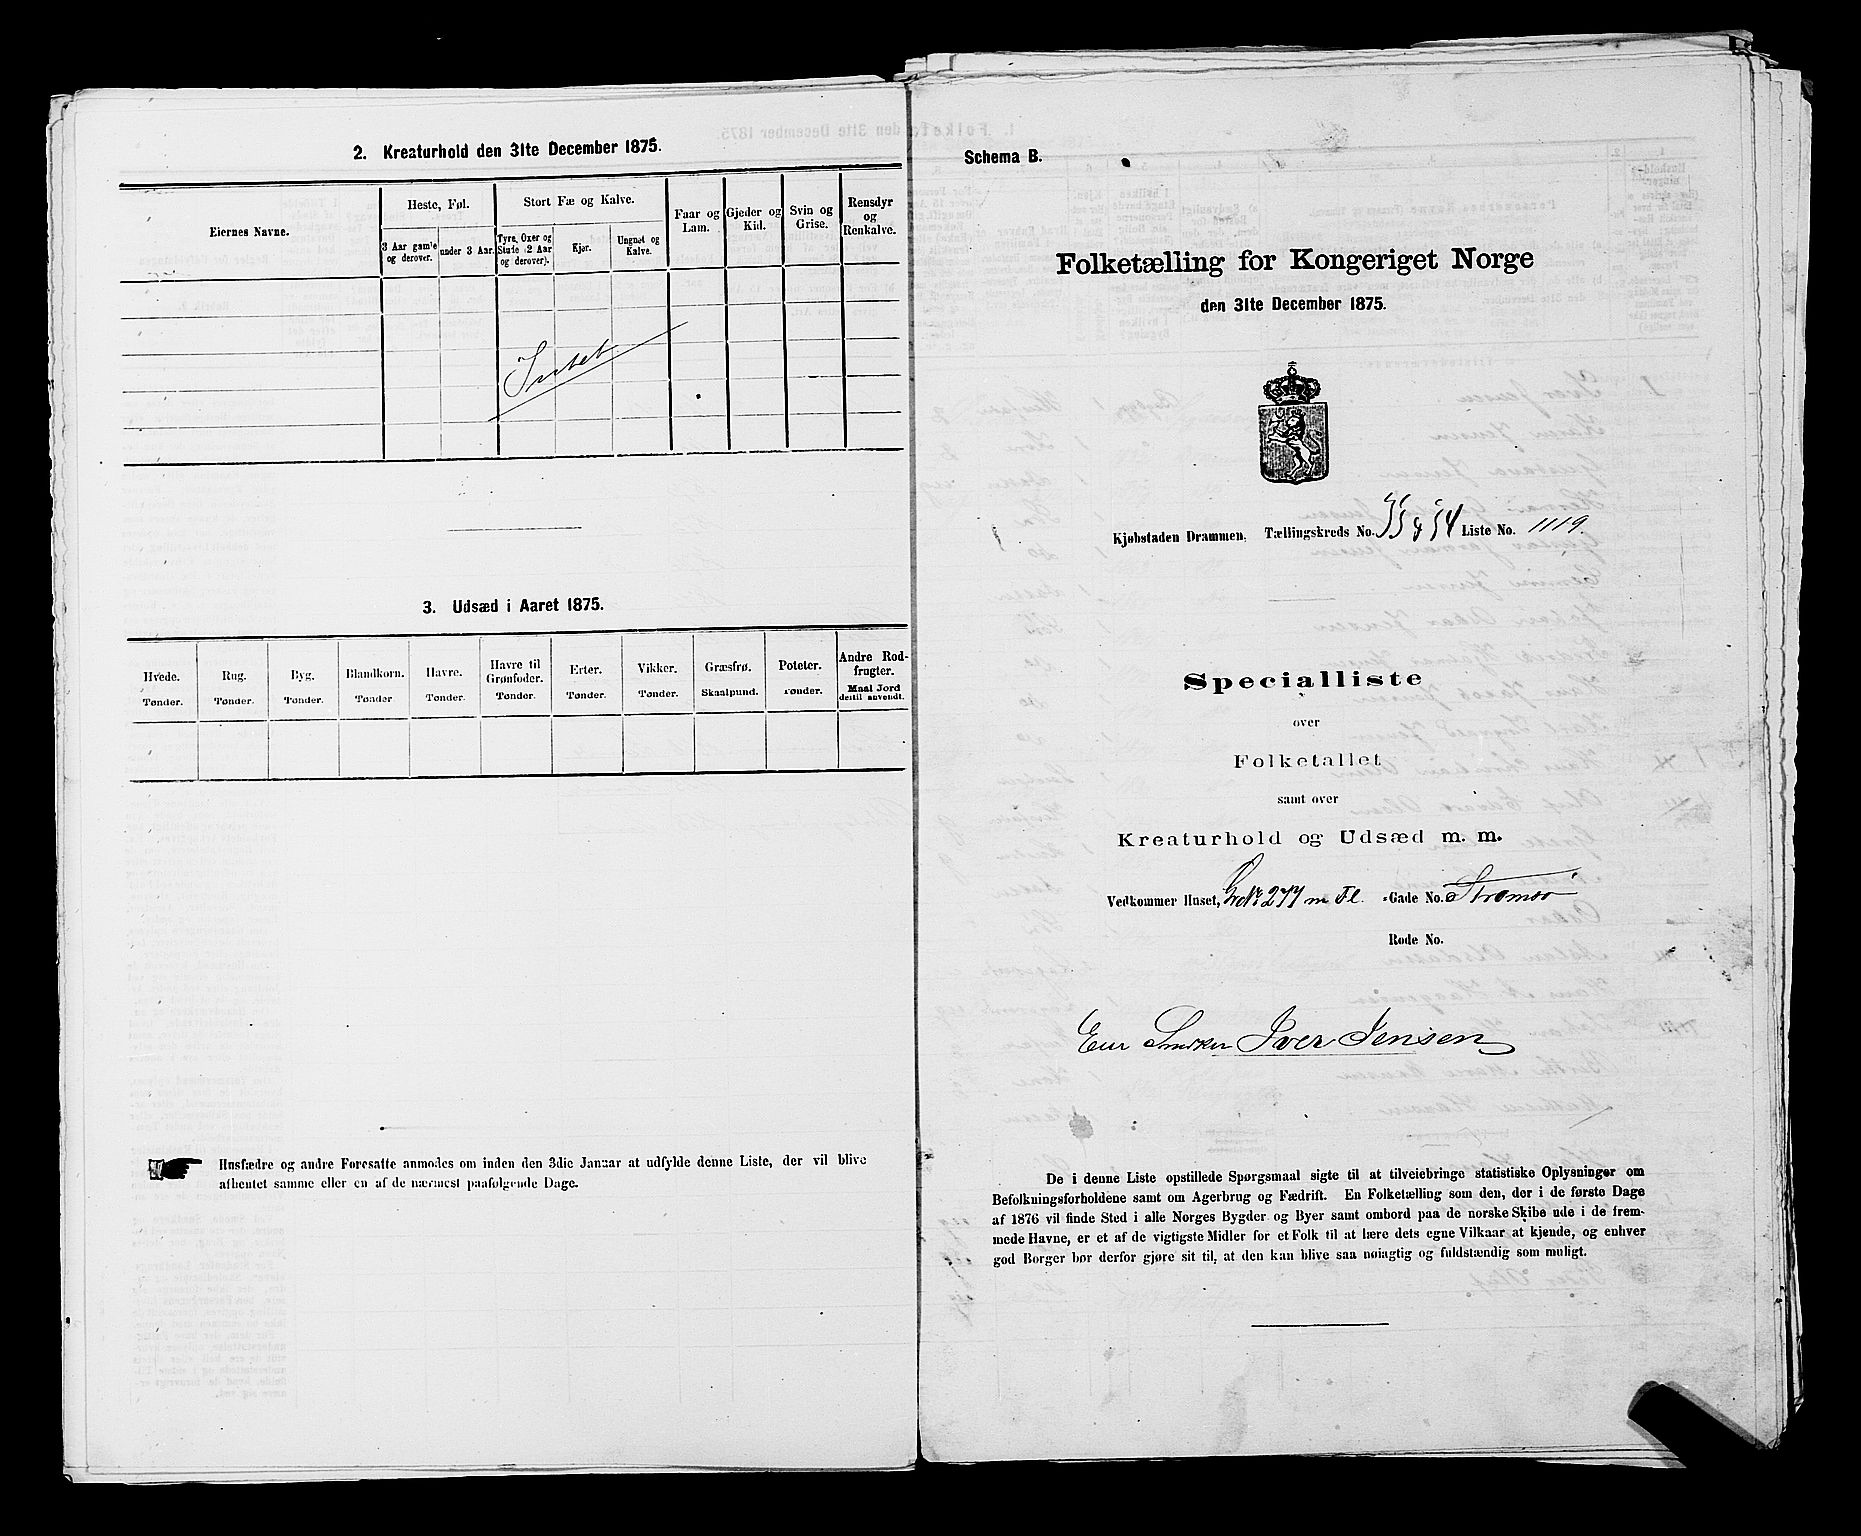 2. Kreaturhold den 31te December 1875.
Eiernes Navne.
Heste, Føl.
3 Aar gamle og derover.
under 3 Aar.
Stort Fæ og Kalve.
Tyre, Oxer og Stude (2 Aar og derover).
Kjør.
Ungnøt og Kalve.
Faar og Lam.
Gjeder og Kid.
Svin og Grise.
Rensdyr og Renkalve.
Intet
3. Udsæd i Aaret 1875.
Hvede. Tønder.
Rug. Tønder.
Byg. Tønder.
Blandkorn. Tønder
Havre. Tønder.
Havre til Grønfoder. Tønder.
Erter. Tønder.
Vikker. Tønder.
Græsfrø. Skaalpund.
Poteter. Tønder.
Andre Rodfrugter. Maal Jord dertil anvendt.
Husfædre og andre Foresatte anmodes om inden den 3die Januar at udfylde denne Liste, der vil blive
afhentet samme eller en af de nærmest paafølgende Dage.
Schema B.
Folketælling for Kongeriget Norge
den 31te December 1875.
Kjøbstaden Drammen, Tællingskreds No. Liste No. 1119.
Specialliste
over
Folketallet
samt over
Kreaturhold og Udsæd m. m.
Vedkommer Huset, 277 m Fl. Gade No. Strømsø
Rode No.
Eier Snedker Iver Jensen
De i denne Liste opstillede Spørgsmaal sigte til at tilveiebringe statistiske Oplysninger om
Befolkningsforholdene samt om Agerbrug og Fædrift. En Folketælling som den, der i de første Dage
af 1876 vil finde Sted i alle Norges Bygder og Byer samt ombord paa de norske Skibe ude i de frem-
mede Havne, er et af de vigtigste Midler for et Folk til at lære dets egne Vilkaar at kjende, og enhver
god Borger bør derfor gjøre sit til, at den kan blive saa nøiagtig og fuldstændig som muligt.